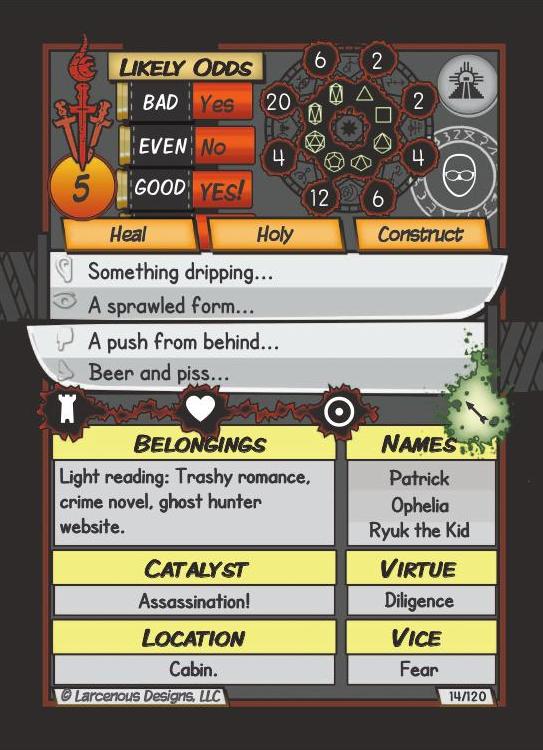 LIKELY ODDS
BAD Yes
EVEN No
GOOD YES!
5
6 2
20 2
4 4
12 6
HEAL HOLY CONSTRUCT
Something dripping...
A sprawled form...
A push from behind...
Beer and piss...
BELONGINGS
Light reading: Trashy romance,
crime novel, ghost hunter
website.
NAMES
Patrick
Ophelia
Ryuk the Kid
CATALYST
Assassination!
VIRTUE
Diligence
LOCATION
Cabin.
VICE
Fear
© LARCENOUS DESIGNS, LLC
14/120